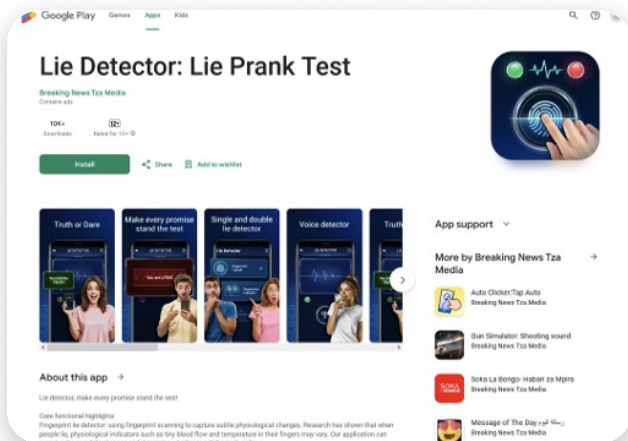 Google Play Games Apps Kids
Lie Detector: Lie Prank Test
Breaking News Tza Media
Contains ads
10K+
Downloads
12+
Rated for 12+
Install
Share
Add to wishlist
Truth or Dare
Make every promise stand the test
You are LYING
Single and double lie detector
Lie Detector
Voice detector
Truth
App support
More by Breaking News Tza
Media
Auto Clicker:Tap Auto
Breaking News Tza Media
Gun Simulator: Shooting sound
Breaking News Tza Media
SOKA
Soka La Bongo- Habari za Mpira
Breaking News Tza Media
Message of The Day رسالة اليوم
Breaking News Tza Media
About this app
Lie detector, make every promise stand the test!
Core functional highlights
Fingerprint lie detector: using fingerprint scanning to capture subtle physiological changes. Research has shown that when
people lie, physiological indicators such as tiny blood flow and temperature in their fingers may vary. Our application can